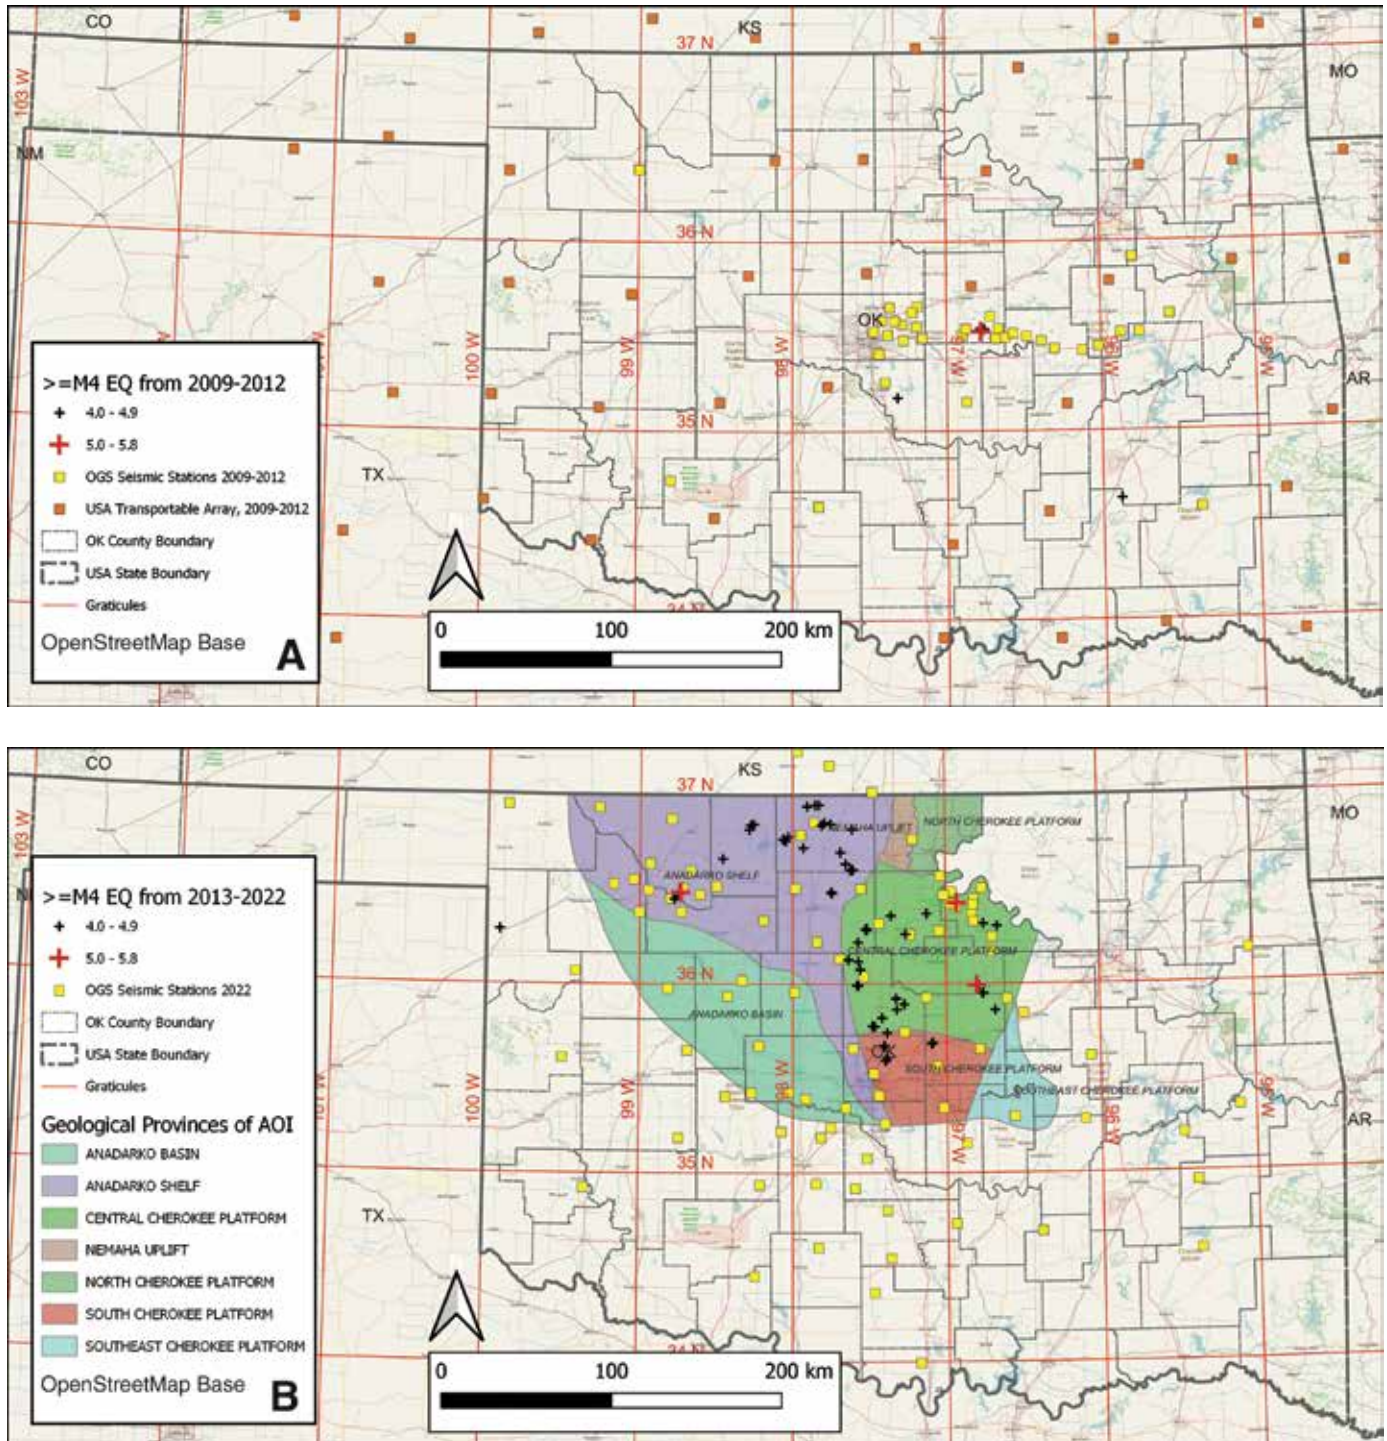 CO
KS
37 N
MO
103 W
NM
36 N
OK
100 W
99 W
98 W
97 W
96 W
95 W
AR
35 N
TX
34 N
>=M4 EQ from 2009-2012
4.0 - 4.9
5.0 - 5.8
OGS Seismic Stations 2009-2012
USA Transportable Array, 2009-2012
OK County Boundary
USA State Boundary
Graticules
OpenStreetMap Base
A
0 100 200 km
CO
KS
37 N
MO
103 W
NEMAHA UPLIFT
NORTH CHEROKEE PLATFORM
ANADARKO SHELF
CENTRAL CHEROKEE PLATFORM
36 N
ANADARKO BASIN
OK
SOUTH CHEROKEE PLATFORM
SOUTHEAST CHEROKEE PLATFORM
100 W
99 W
98 W
97 W
96 W
95 W
AR
35 N
TX
34 N
>=M4 EQ from 2013-2022
4.0 - 4.9
5.0 - 5.8
OGS Seismic Stations 2022
OK County Boundary
USA State Boundary
Graticules
Geological Provinces of AOI
ANADARKO BASIN
ANADARKO SHELF
CENTRAL CHEROKEE PLATFORM
NEMAHA UPLIFT
NORTH CHEROKEE PLATFORM
SOUTH CHEROKEE PLATFORM
SOUTHEAST CHEROKEE PLATFORM
OpenStreetMap Base
B
0 100 200 km